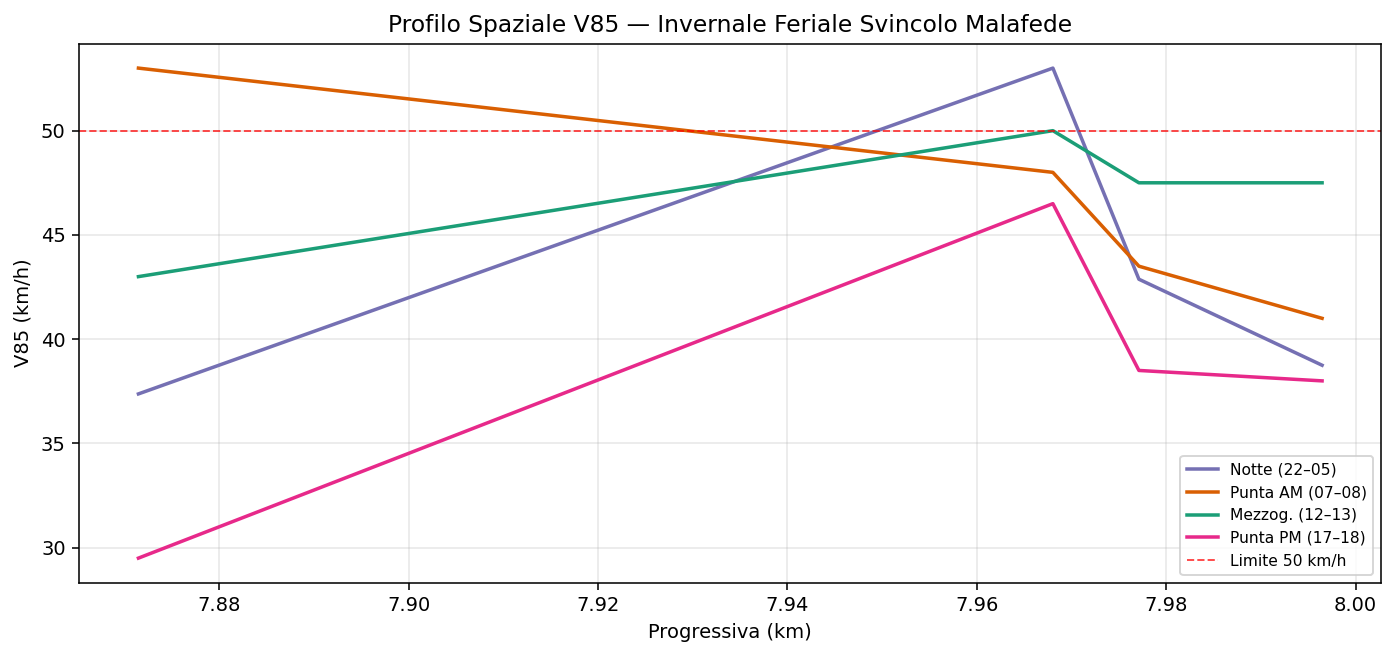 Profilo Spaziale V85 — Invernale Feriale Svincolo Malafede
V85 (km/h)
50
45
40
35
30
Notte (22–05)
Punta AM (07–08)
Mezzog. (12–13)
Punta PM (17–18)
Limite 50 km/h
7.88 7.90 7.92 7.94 7.96 7.98 8.00
Progressiva (km)